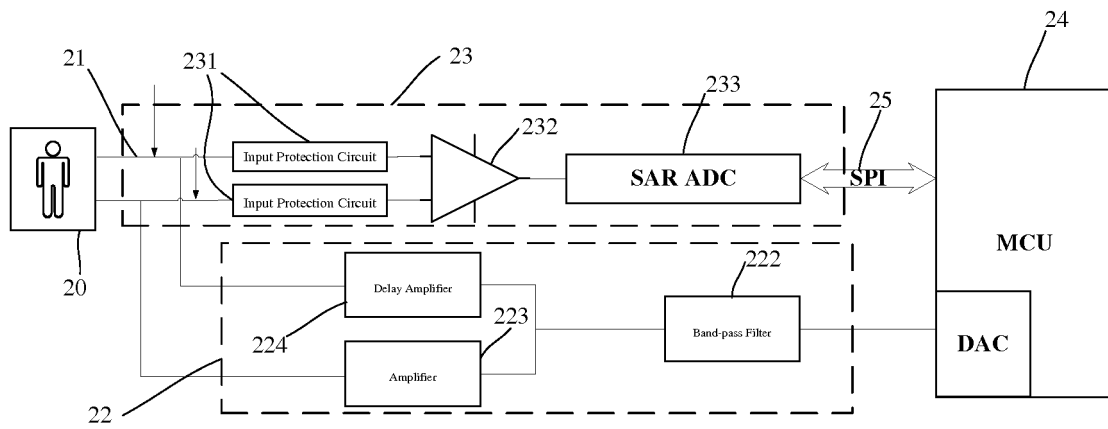 24
23
231
21
233
232
25
Input Protection Circuit
SAR ADC
SPI
Input Protection Circuit
MCU
20
222
Delay Amplifier
223
224
Band-pass Filter
DAC
Amplifier
22